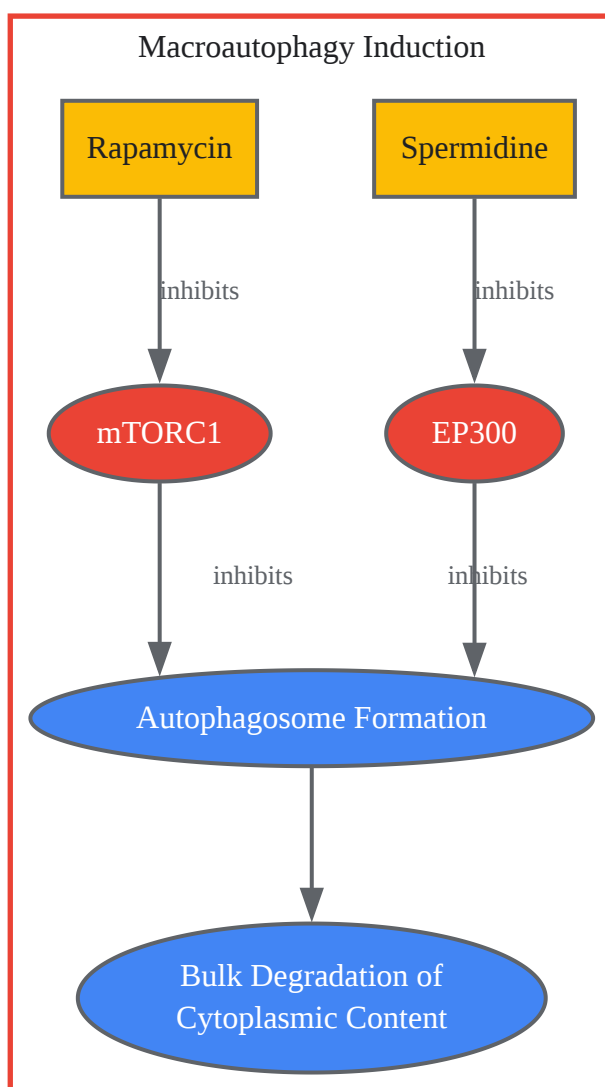 Macroautophagy Induction
Rapamycin
Spermidine
inhibits
inhibits
mTORC1
EP300
inhibits
inhibits
Autophagosome Formation
Bulk Degradation of
Cytoplasmic Content